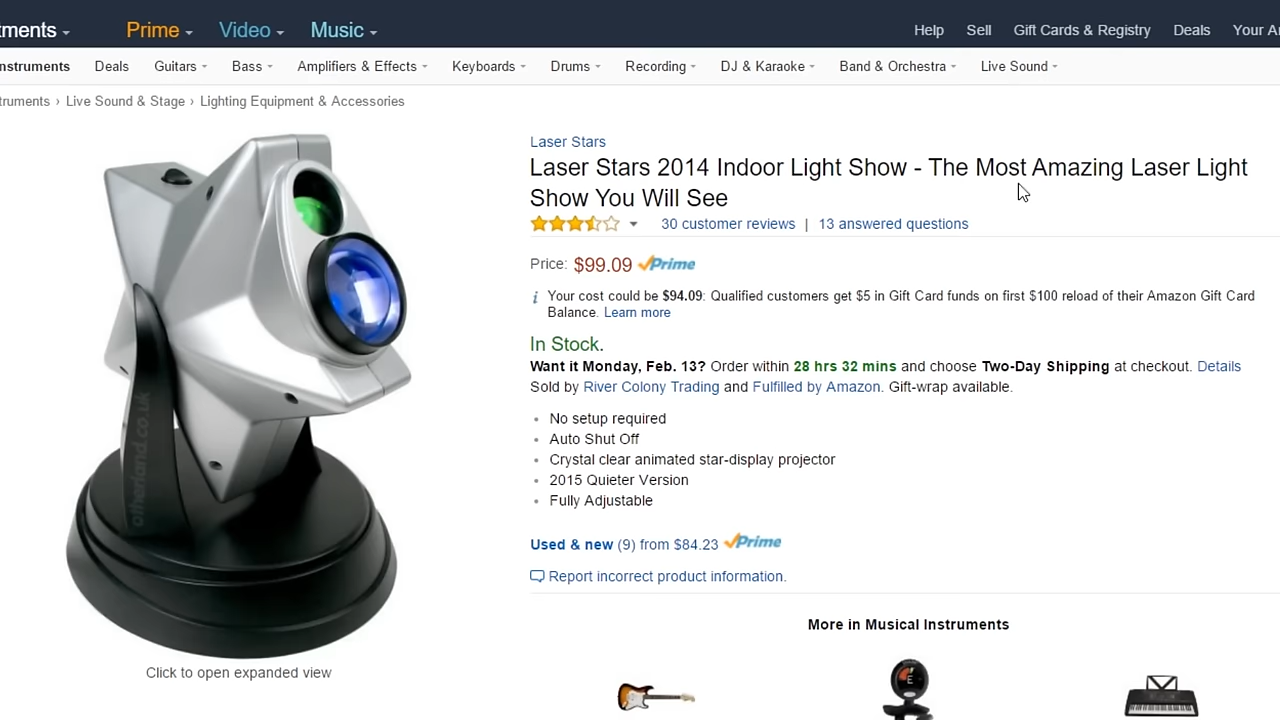 tments
Prime
Video
Music
Help
Sell
Gift Cards & Registry
Deals
Your A
nstruments
Deals
Guitars
Bass
Amplifiers & Effects
Keyboards
Drums
Recording
DJ & Karaoke
Band & Orchestra
Live Sound
truments › Live Sound & Stage › Lighting Equipment & Accessories
otherland.co.uk
Click to open expanded view
Laser Stars
Laser Stars 2014 Indoor Light Show - The Most Amazing Laser Light
Show You Will See
30 customer reviews | 13 answered questions
Price: $99.09 Prime
Your cost could be $94.09: Qualified customers get $5 in Gift Card funds on first $100 reload of their Amazon Gift Card
Balance. Learn more
In Stock.
Want it Monday, Feb. 13? Order within 28 hrs 32 mins and choose Two-Day Shipping at checkout. Details
Sold by River Colony Trading and Fulfilled by Amazon. Gift-wrap available.
No setup required
Auto Shut Off
Crystal clear animated star-display projector
2015 Quieter Version
Fully Adjustable
Used & new (9) from $84.23 Prime
Report incorrect product information.
More in Musical Instruments